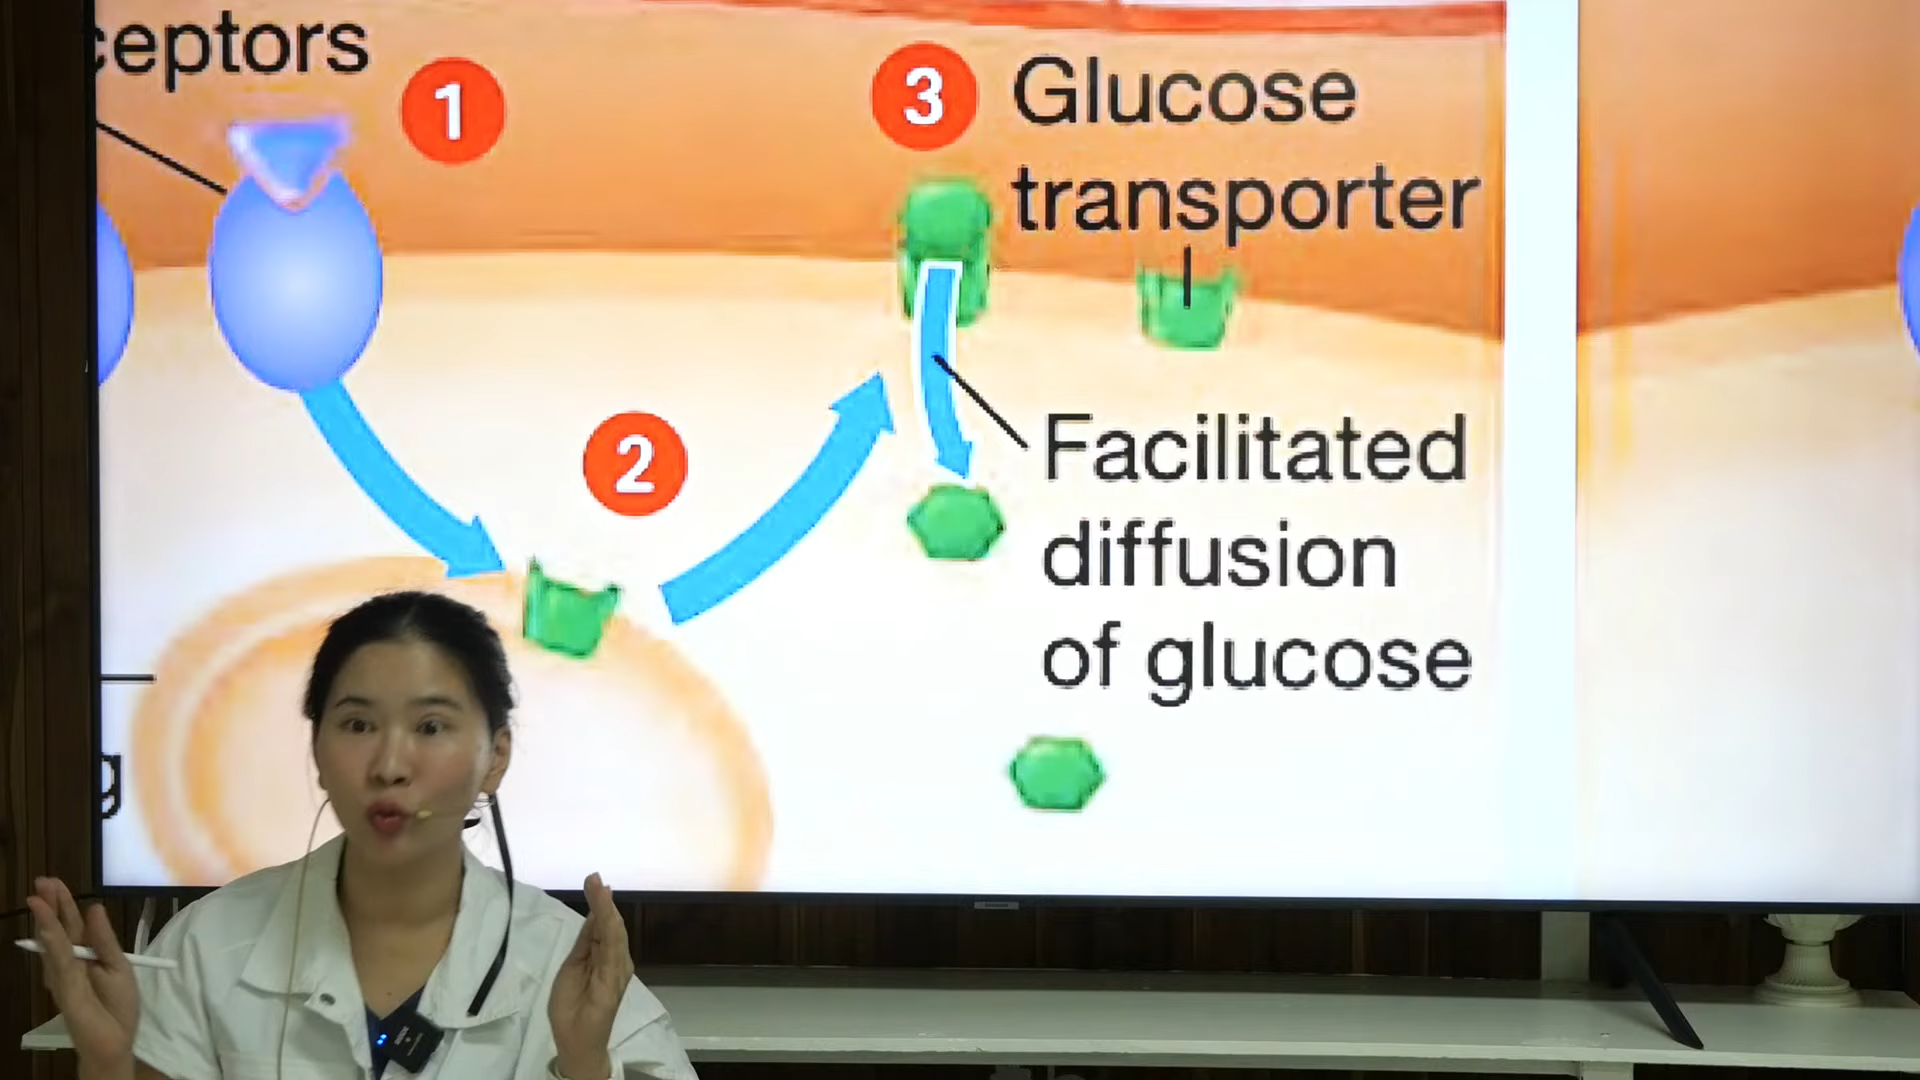 ceptors
1
3
Glucose
transporter
2
Facilitated
diffusion
of glucose
g